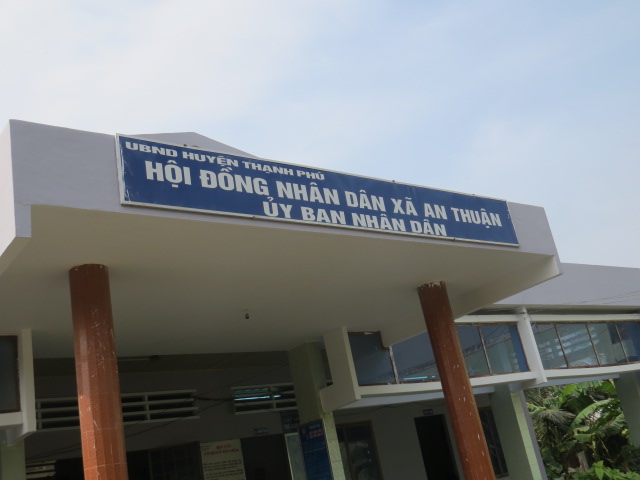 UBND HUYỆN THẠNH PHÚ
HỘI ĐỒNG NHÂN DÂN XÃ AN THUẬN
ỦY BAN NHÂN DÂN